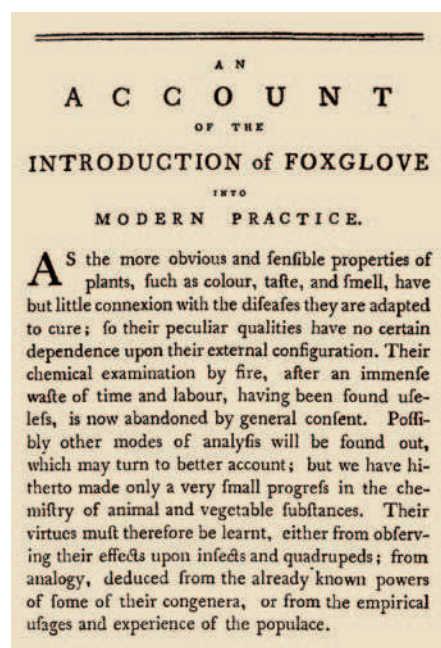 AN
ACCOUNT
OF THE
INTRODUCTION of FOXGLOVE
INTO
MODERN PRACTICE.
AS the more obvious and ſenſible properties of
plants, ſuch as colour, taſte, and ſmell, have
but little connexion with the diſeaſes they are adapted
to cure; ſo their peculiar qualities have no certain
dependence upon their external configuration. Their
chemical examination by fire, after an immenſe
waſte of time and labour, having been found uſe-
leſs, is now abandoned by general conſent. Poſſi-
bly other modes of analyſis will be found out,
which may turn to better account; but we have hi-
therto made only a very ſmall progreſs in the che-
miſtry of animal and vegetable ſubſtances. Their
virtues muſt therefore be learnt, either from obſerv-
ing their effects upon inſects and quadrupeds; from
analogy, deduced from the already known powers
of ſome of their congenera, or from the empirical
uſages and experience of the populace.